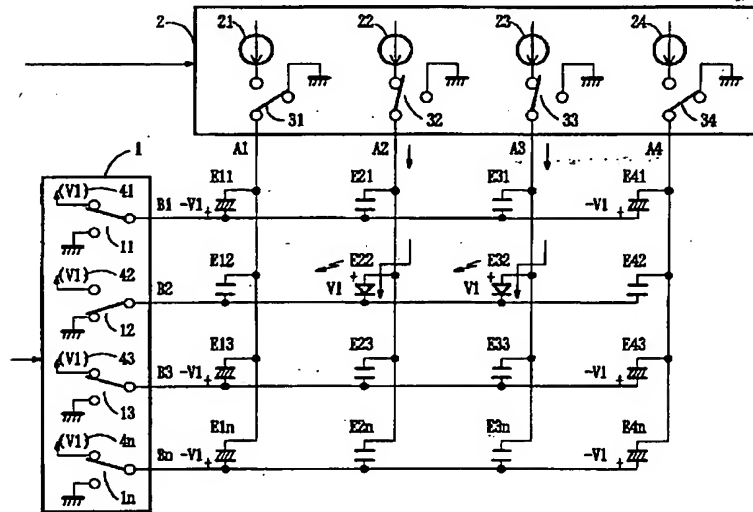 21 22 23 24
2
31 32 33 34
1
A1 A2 A3 A4
(V1) 41
E11 E21 E31 E41
B1 -V1 + -V1 +
11
(V1) 42
E12 E22 E32 E42
B2 + V1 + V1
12
(V1) 43
E13 E23 E33 E43
B3 -V1 + -V1 +
13
(V1) 4n
E1n E2n E3n E4n
Bn -V1 + -V1 +
1n